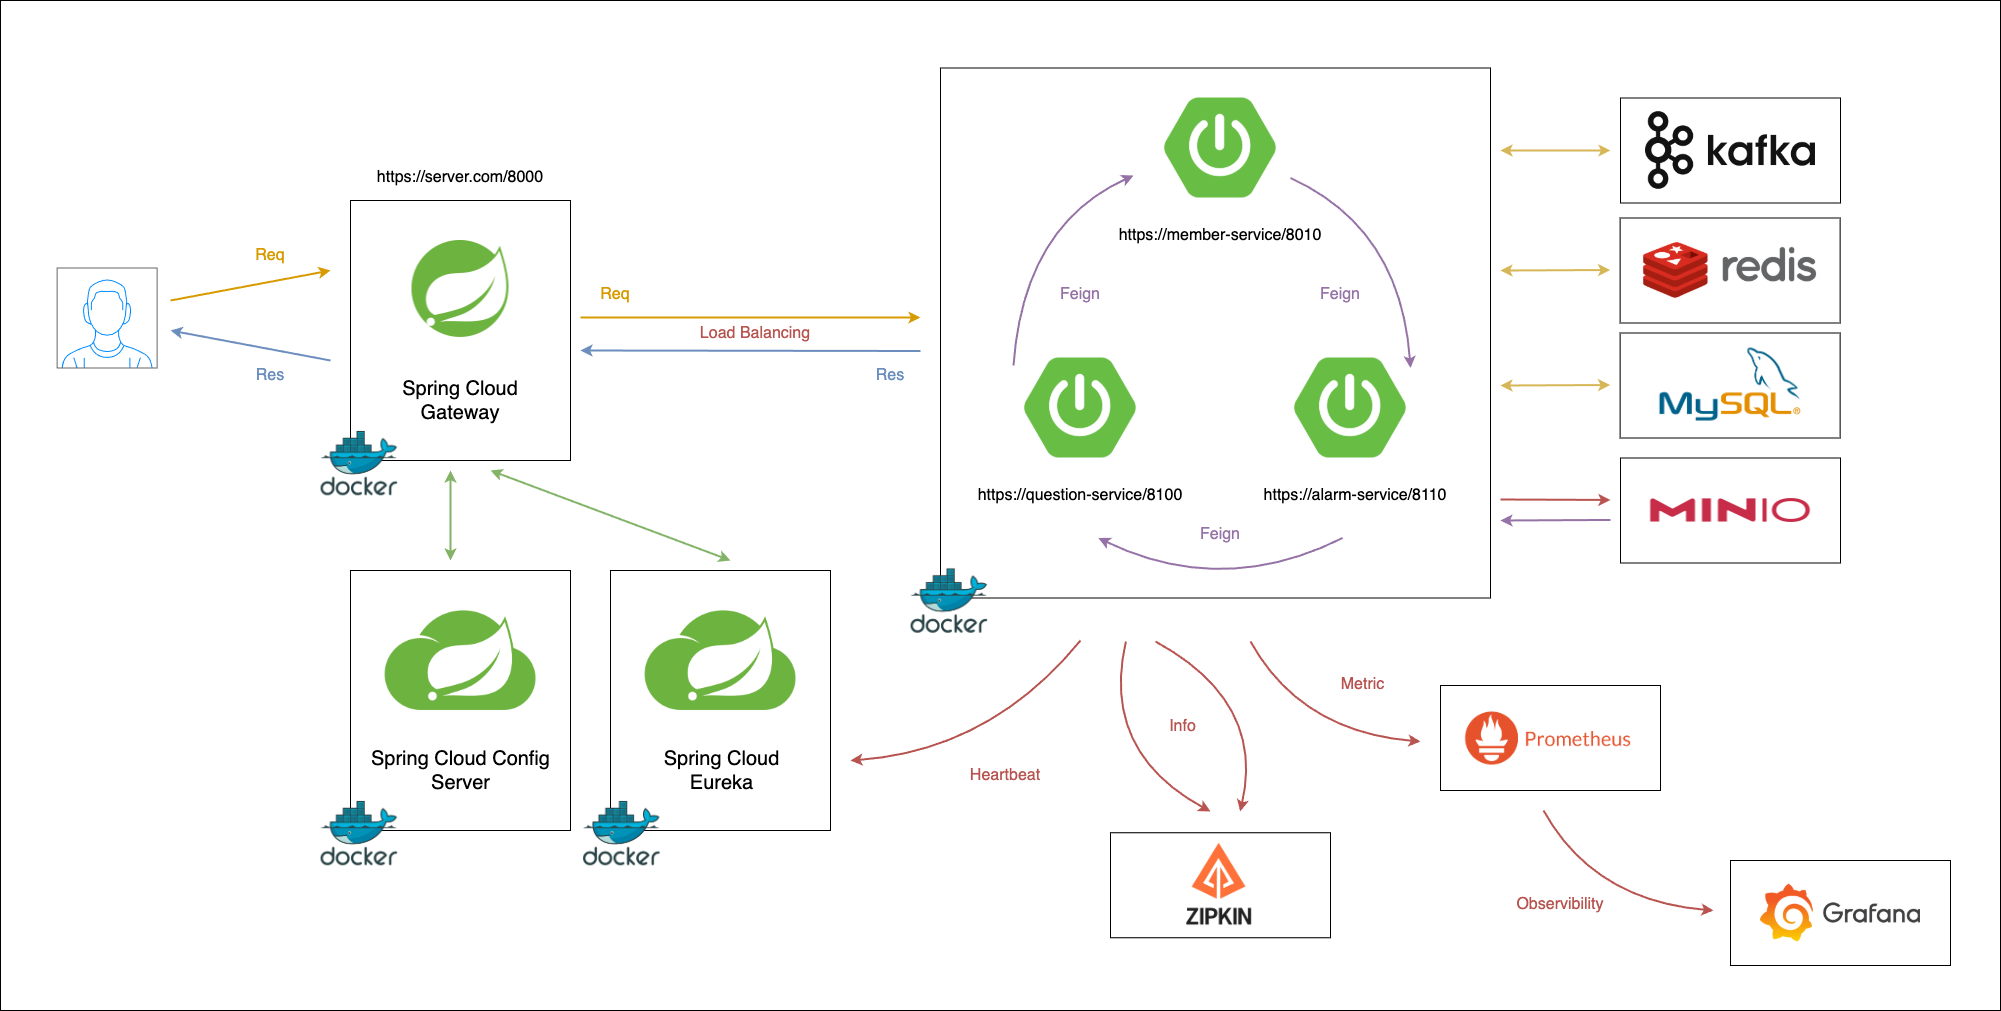 https://server.com/8000
Req
Res
Spring Cloud
Gateway
docker
Req
Load Balancing
Res
https://member-service/8010
Feign
Feign
https://question-service/8100
https://alarm-service/8110
Feign
docker
kafka
redis
MySQL®
MINIO
Spring Cloud Config
Server
docker
Spring Cloud
Eureka
docker
Heartbeat
Info
Metric
ZIPKIN
Prometheus
Observibility
Grafana